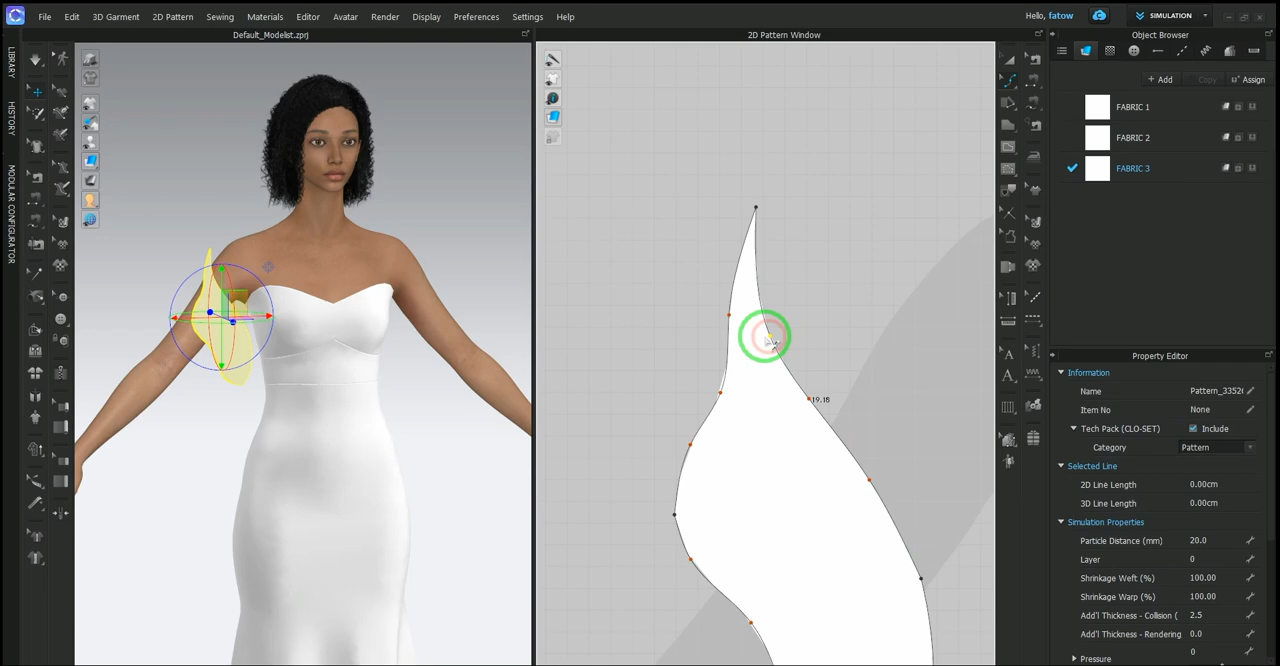 File Edit 3D Garment 2D Pattern Sewing Materials Editor Avatar Render Display Preferences Settings Help
Hello, fatow
SIMULATION
Default_Modelist.zprj
2D Pattern Window
Object Browser
LIBRARY
HISTORY
MODULAR CONFIGURATOR
+ Add
Copy
Assign
FABRIC 1
FABRIC 2
FABRIC 3
19.18
Property Editor
Information
Name Pattern_3352
Item No None
Tech Pack (CLO-SET) Include
Category Pattern
Selected Line
2D Line Length 0.00cm
3D Line Length 0.00cm
Simulation Properties
Particle Distance (mm) 20.0
Layer 0
Shrinkage Weft (%) 100.00
Shrinkage Warp (%) 100.00
Add'l Thickness - Collision ( 2.5
Add'l Thickness - Rendering 0.0
Pressure 0